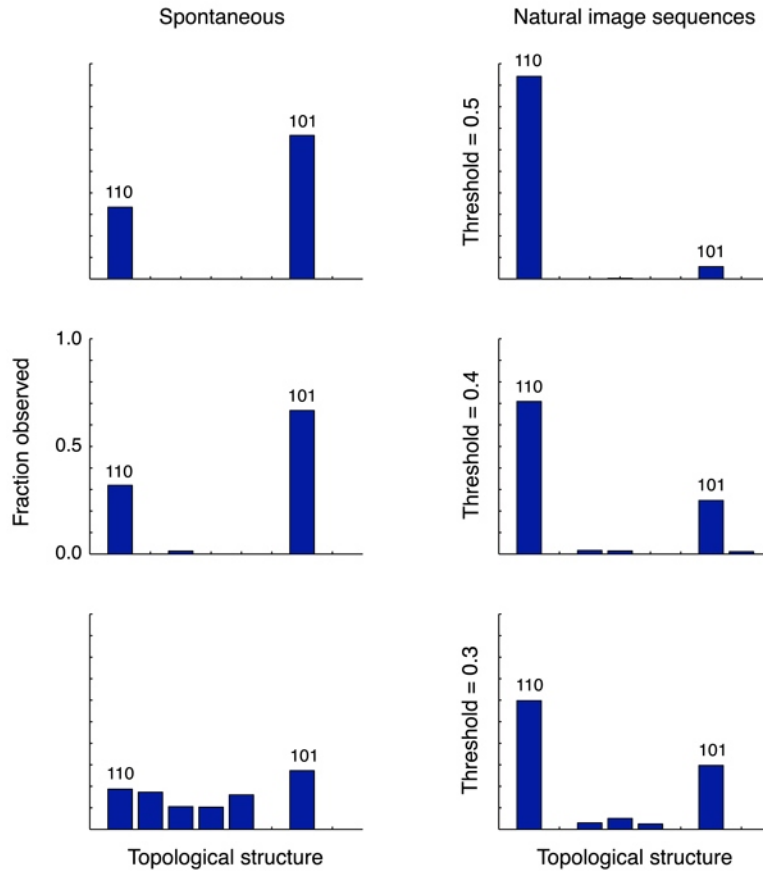 Spontaneous
Natural image sequences
110
101
Threshold = 0.5
110
101
Fraction observed
1.0
0.5
0.0
110
101
Threshold = 0.4
110
101
110
101
Topological structure
Threshold = 0.3
110
101
Topological structure